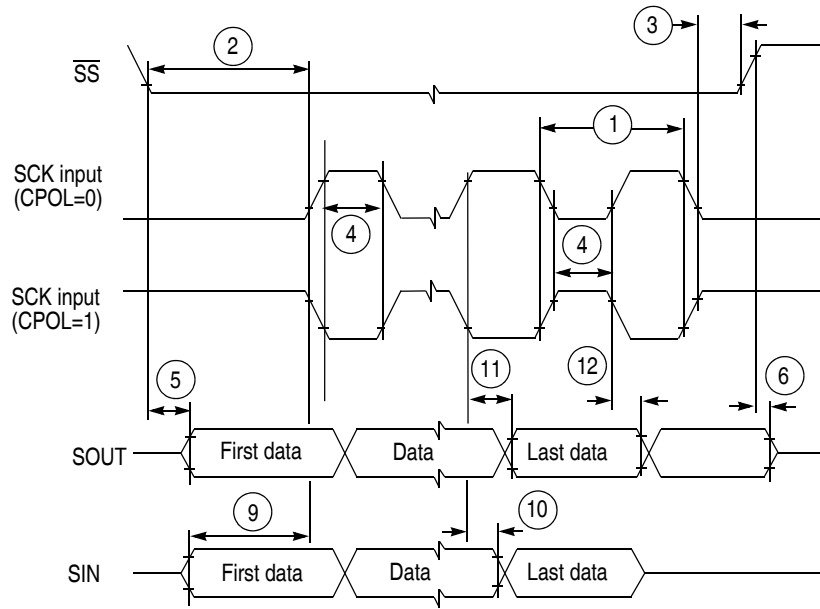 3
2
SS
1
SCK input
(CPOL=0)
4
4
SCK input
(CPOL=1)
5
11
12
6
SOUT
First data
Data
Last data
9
10
SIN
First data
Data
Last data